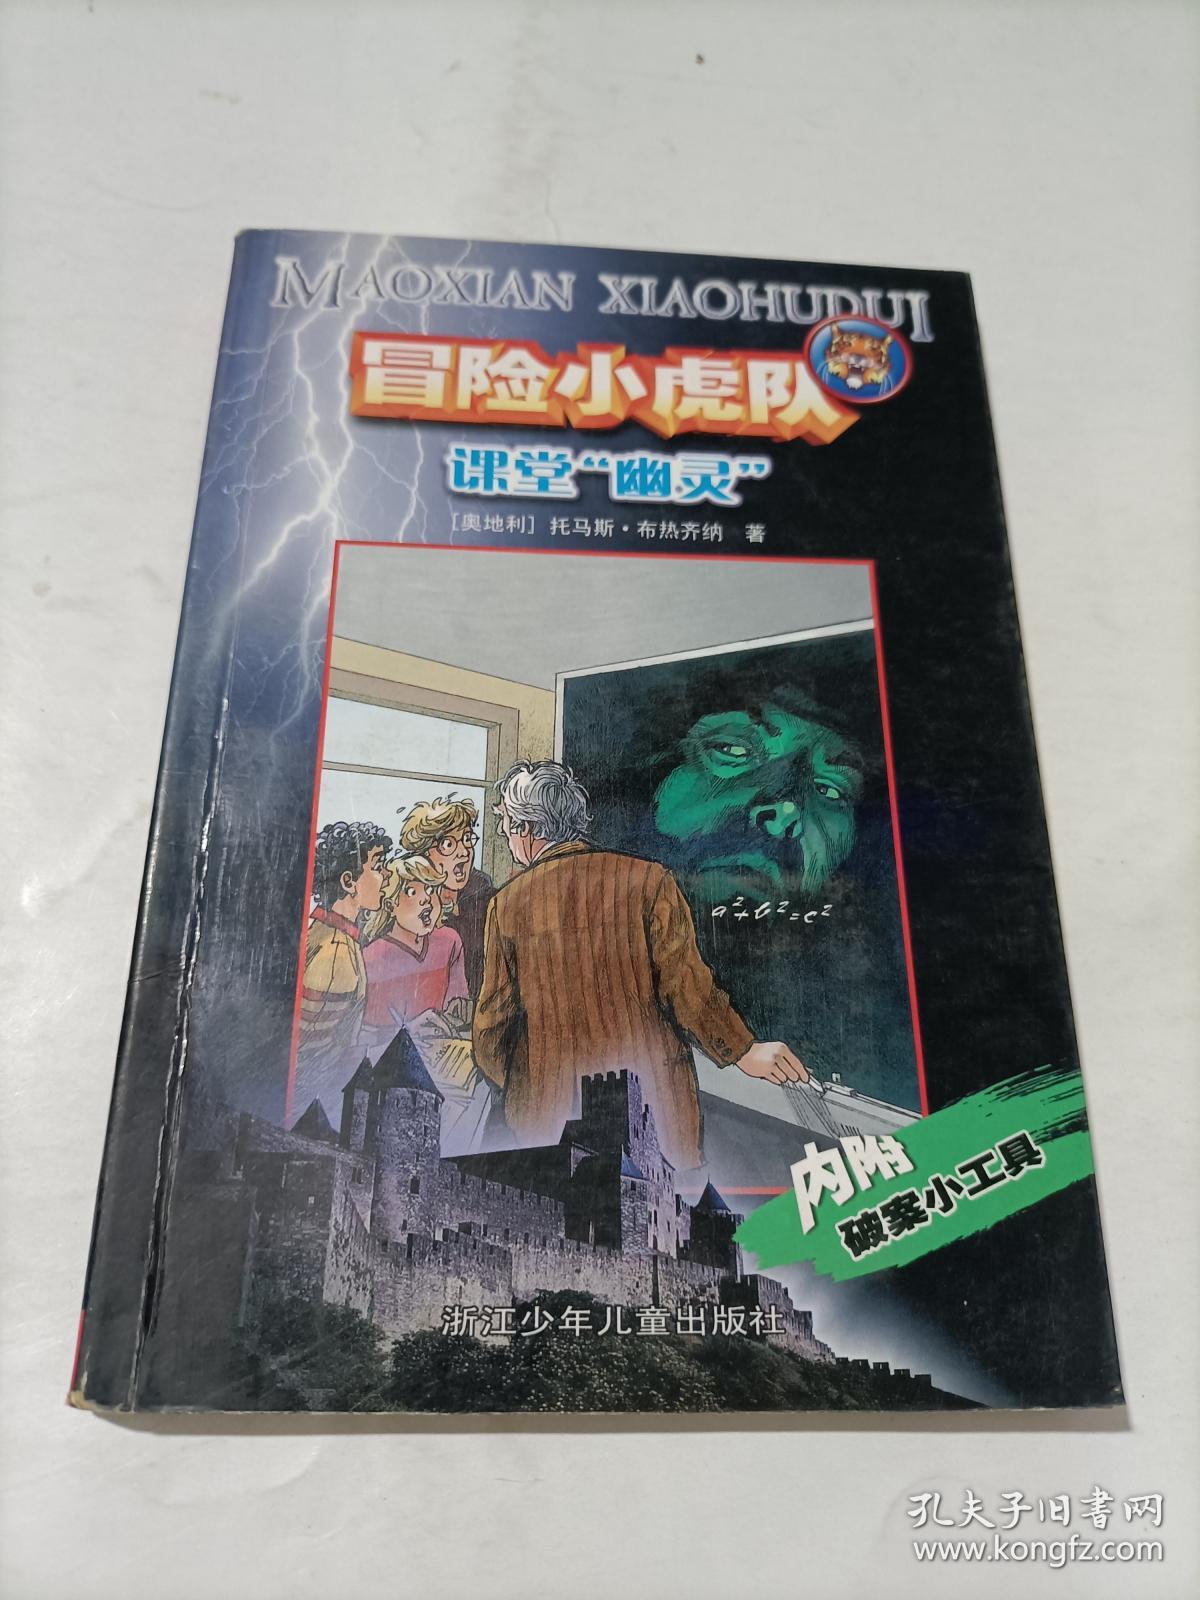 MAOXIAN XIAOHUDUI
冒险小虎队
课堂“幽灵”
[奥地利] 托马斯·布热齐纳 著
a²+b²=c²
内附
破案小工具
浙江少年儿童出版社
孔夫子旧书网
www.kongfz.com